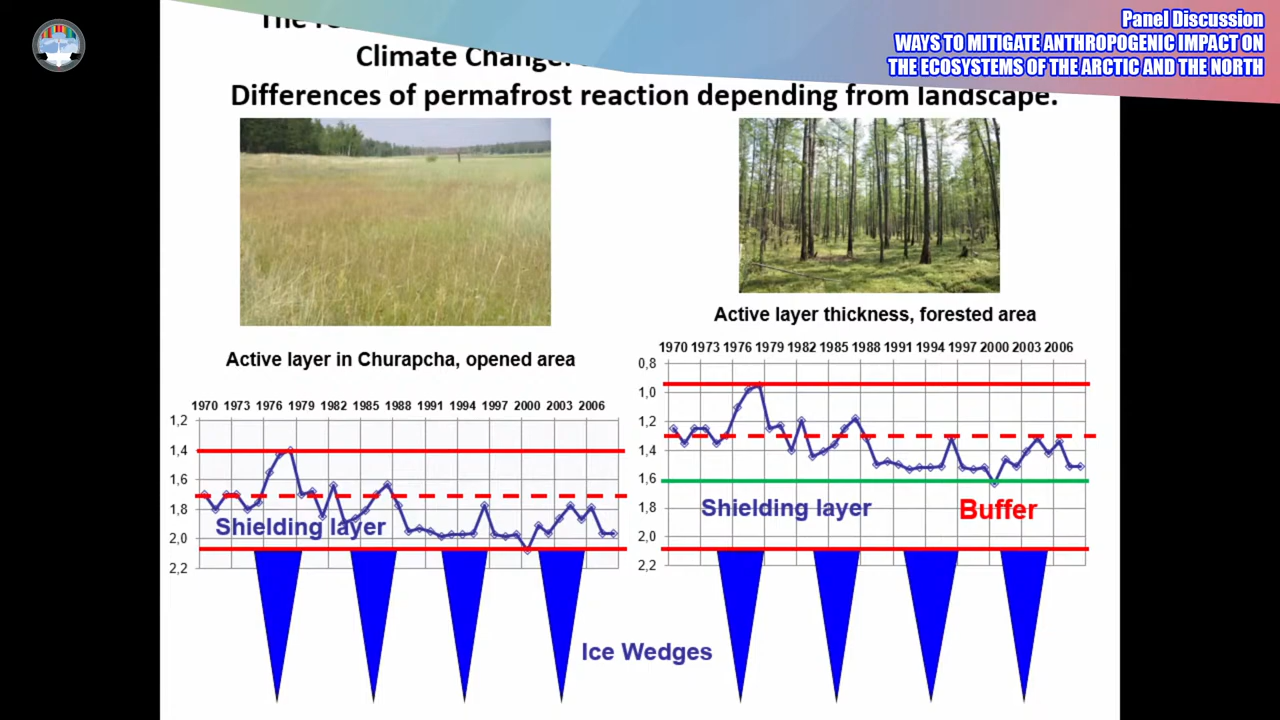 Panel Discussion
WAYS TO MITIGATE ANTHROPOGENIC IMPACT ON
THE ECOSYSTEMS OF THE ARCTIC AND THE NORTH
The
Climate Change.
Differences of permafrost reaction depending from landscape.
Active layer in Churapcha, opened area
1970 1973 1976 1979 1982 1985 1988 1991 1994 1997 2000 2003 2006
1,2
1,4
1,6
1,8
2,0
2,2
Shielding layer
Active layer thickness, forested area
1970 1973 1976 1979 1982 1985 1988 1991 1994 1997 2000 2003 2006
0,8
1,0
1,2
1,4
1,6
1,8
2,0
2,2
Shielding layer
Buffer
Ice Wedges